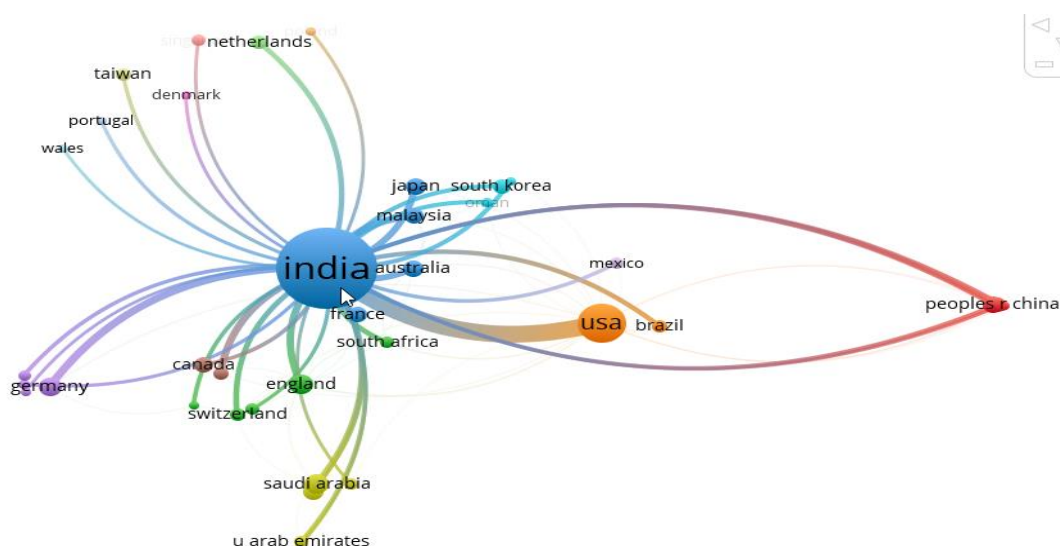 netherlands
taiwan
denmark
portugal
wales
japan
south korea
oman
malaysia
india
australia
mexico
france
usa
brazil
peoples r china
south africa
canada
england
germany
switzerland
saudi arabia
u arab emirates